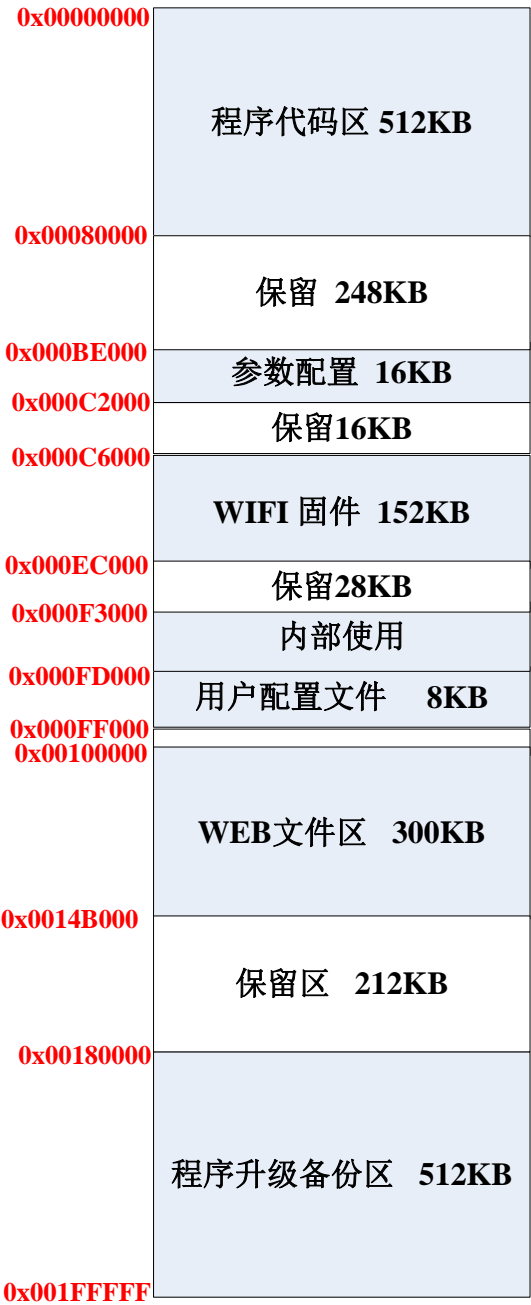 0x00000000
程序代码区 512KB
0x00080000
保留 248KB
0x000BE000
参数配置 16KB
0x000C2000
保留16KB
0x000C6000
WIFI 固件 152KB
0x000EC000
保留28KB
0x000F3000
内部使用
0x000FD000
用户配置文件 8KB
0x000FF000
0x00100000
WEB文件区 300KB
0x0014B000
保留区 212KB
0x00180000
程序升级备份区 512KB
0x001FFFFF